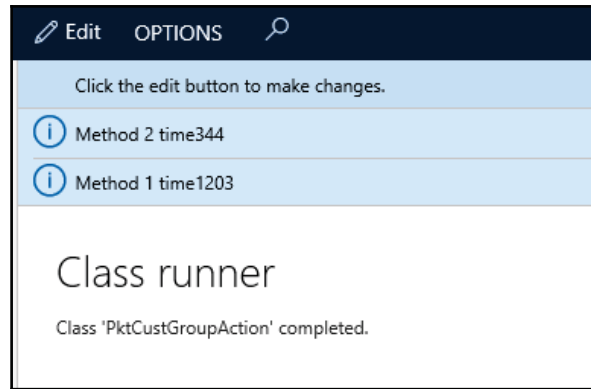 Edit OPTIONS
Click the edit button to make changes.
Method 2 time344
Method 1 time1203
Class runner
Class 'PktCustGroupAction' completed.